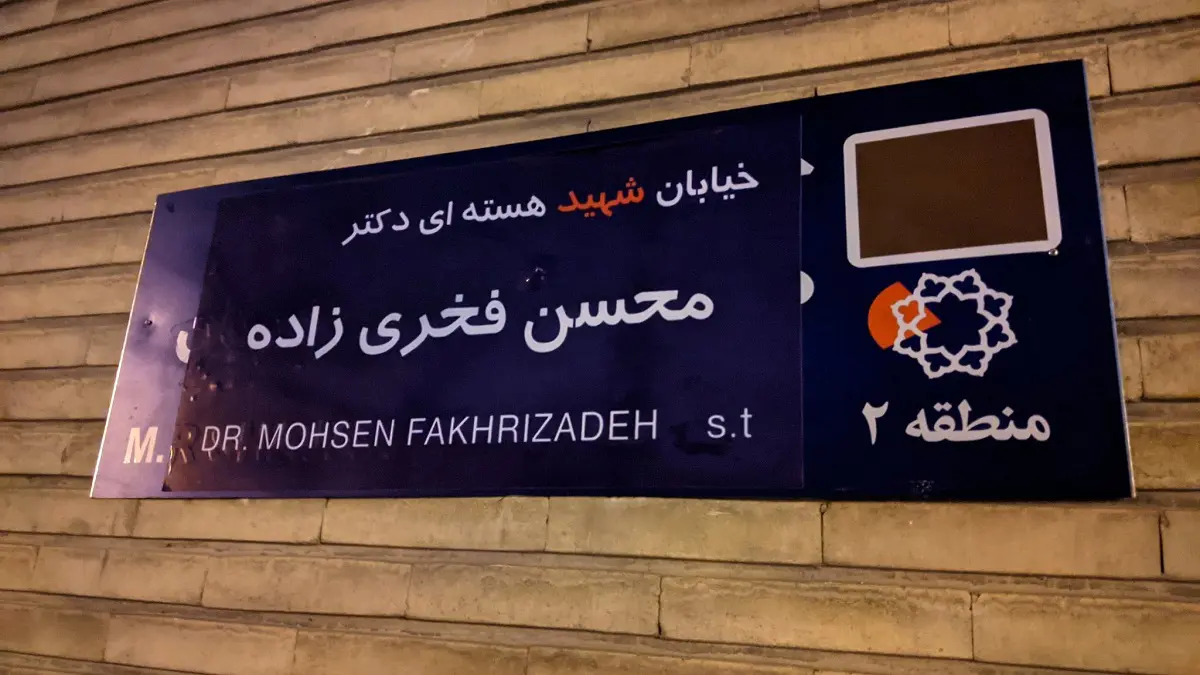 خیابان شهید هسته ای دکتر
محسن فخری زاده
M. DR. MOHSEN FAKHRIZADEH s.t
منطقه ۲